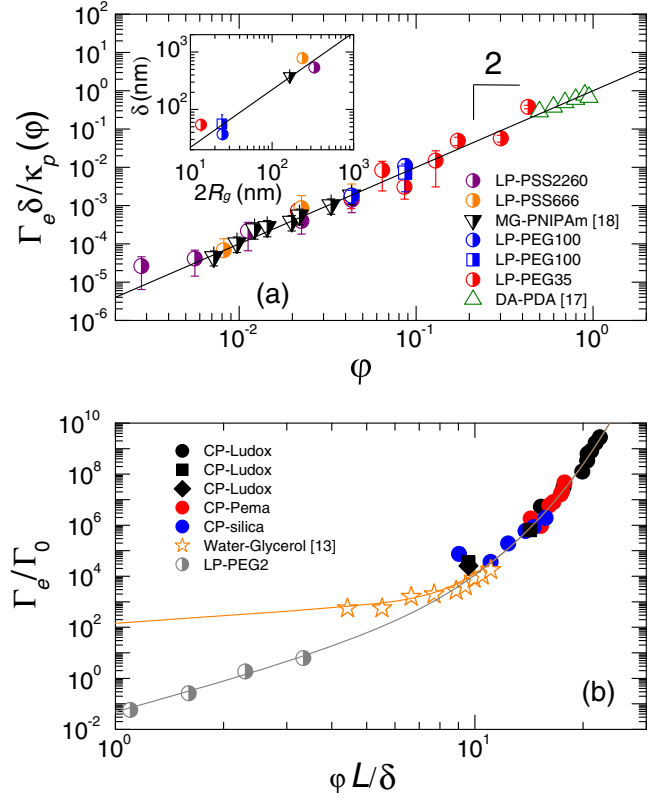 10^2
10^1
10^0
10^-1
10^-2
10^-3
10^-4
10^-5
10^-6
Γ_e δ/κ_p(φ)
10^3
10^2
δ (nm)
10^1 10^2 10^3
2R_g (nm)
2
LP-PSS2260
LP-PSS666
MG-PNIPAm [18]
LP-PEG100
LP-PEG100
LP-PEG35
DA-PDA [17]
(a)
10^-2 10^-1 10^0
φ
10^10
10^8
10^6
10^4
10^2
10^0
10^-2
Γ_e/Γ_0
CP-Ludox
CP-Ludox
CP-Ludox
CP-Pema
CP-silica
Water-Glycerol [13]
LP-PEG2
(b)
10^0 10^1
φ L/δ